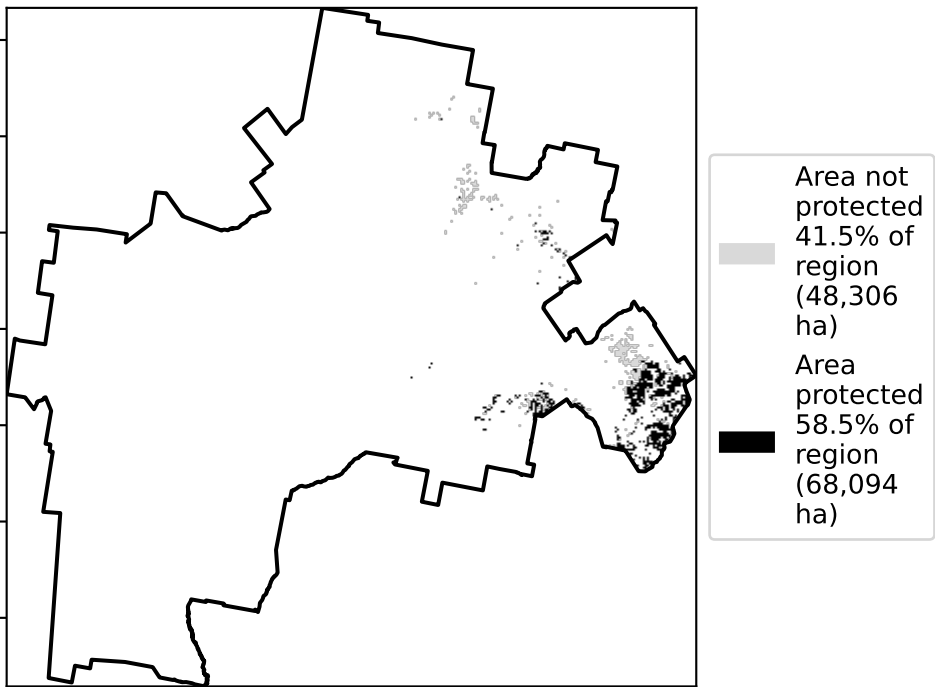 Area not
protected
41.5% of
region
(48,306
ha)
Area
protected
58.5% of
region
(68,094
ha)